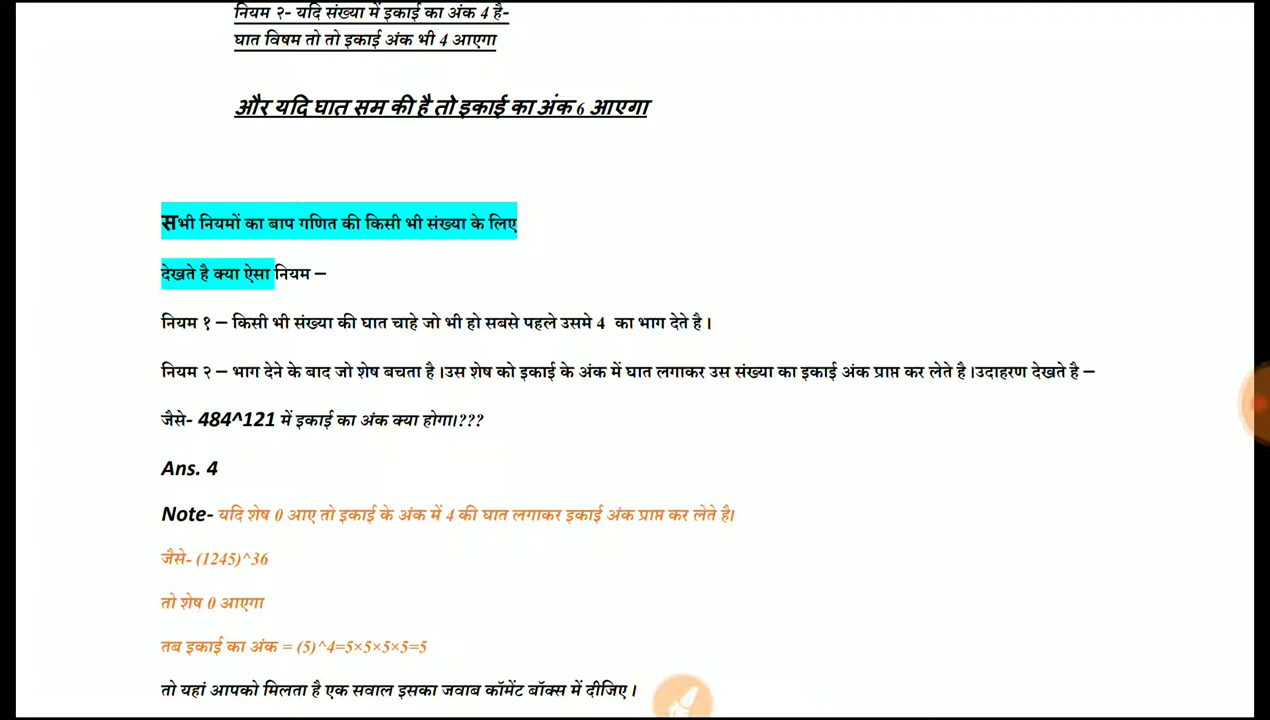 नियम २- यदि संख्या में इकाई का अंक 4 है-
घात विषम तो तो इकाई अंक भी 4 आएगा
और यदि घात सम की है तो इकाई का अंक 6 आएगा
सभी नियमों का बाप गणित की किसी भी संख्या के लिए
देखते है क्या ऐसा नियम –
नियम १ – किसी भी संख्या की घात चाहे जो भी हो सबसे पहले उसमे 4 का भाग देते है ।
नियम २ – भाग देने के बाद जो शेष बचता है ।उस शेष को इकाई के अंक में घात लगाकर उस संख्या का इकाई अंक प्राप्त कर लेते है ।उदाहरण देखते है –
जैसे- 484^121 में इकाई का अंक क्या होगा।???
Ans. 4
Note- यदि शेष 0 आए तो इकाई के अंक में 4 की घात लगाकर इकाई अंक प्राप्त कर लेते है।
जैसे- (1245)^36
तो शेष 0 आएगा
तब इकाई का अंक = (5)^4=5×5×5×5=5
तो यहां आपको मिलता है एक सवाल इसका जवाब कॉमेंट बॉक्स में दीजिए ।